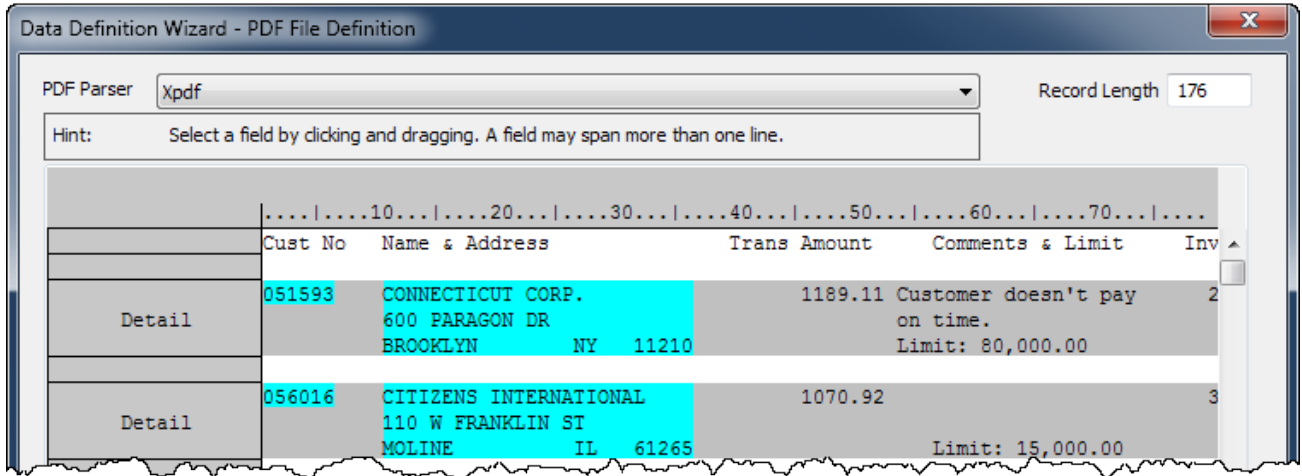 Data Definition Wizard - PDF File Definition
PDF Parser Xpdf Record Length 176
Hint: Select a field by clicking and dragging. A field may span more than one line.
....|....10...|....20...|....30...|....40...|....50...|....60...|....70...|....
Cust No Name & Address Trans Amount Comments & Limit Inv
051593 CONNECTICUT CORP. 1189.11 Customer doesn't pay 2
Detail 600 PARAGON DR on time.
BROOKLYN NY 11210 Limit: 80,000.00
056016 CITIZENS INTERNATIONAL 1070.92 3
Detail 110 W FRANKLIN ST
MOLINE IL 61265 Limit: 15,000.00